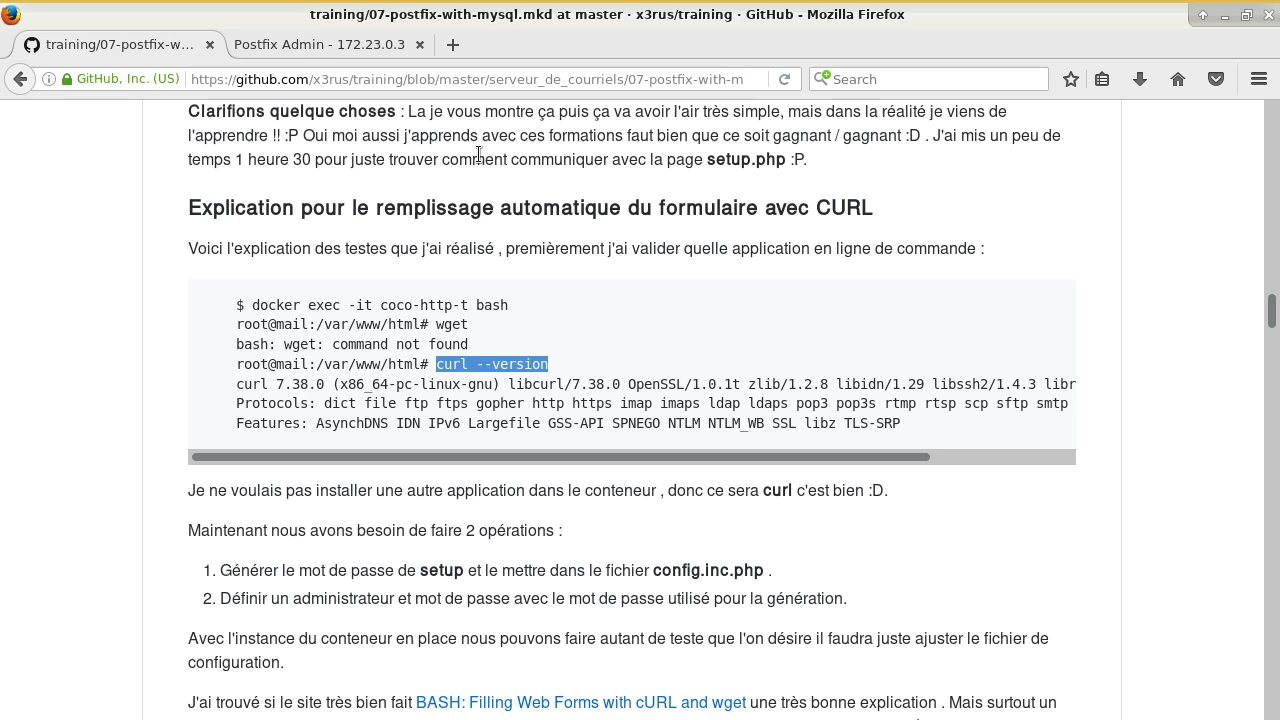 training/07-postfix-with-mysql.mkd at master · x3rus/training · GitHub - Mozilla Firefox
training/07-postfix-w...
Postfix Admin - 172.23.0.3
GitHub, Inc. (US)
https://github.com/x3rus/training/blob/master/serveur_de_courriels/07-postfix-with-m
Search
Clarifions quelque choses : La je vous montre ça puis ça va avoir l'air très simple, mais dans la réalité je viens de
l'apprendre !! :P Oui moi aussi j'apprends avec ces formations faut bien que ce soit gagnant / gagnant :D . J'ai mis un peu de
temps 1 heure 30 pour juste trouver comment communiquer avec la page setup.php :P.
Explication pour le remplissage automatique du formulaire avec CURL
Voici l'explication des testes que j'ai réalisé , premièrement j'ai valider quelle application en ligne de commande :
$ docker exec -it coco-http-t bash
root@mail:/var/www/html# wget
bash: wget: command not found
root@mail:/var/www/html# curl --version
curl 7.38.0 (x86_64-pc-linux-gnu) libcurl/7.38.0 OpenSSL/1.0.1t zlib/1.2.8 libidn/1.29 libssh2/1.4.3 libr
Protocols: dict file ftp ftps gopher http https imap imaps ldap ldaps pop3 pop3s rtmp rtsp scp sftp smtp
Features: AsynchDNS IDN IPv6 Largefile GSS-API SPNEGO NTLM NTLM_WB SSL libz TLS-SRP
Je ne voulais pas installer une autre application dans le conteneur , donc ce sera curl c'est bien :D.
Maintenant nous avons besoin de faire 2 opérations :
1. Générer le mot de passe de setup et le mettre dans le fichier config.inc.php .
2. Définir un administrateur et mot de passe avec le mot de passe utilisé pour la génération.
Avec l'instance du conteneur en place nous pouvons faire autant de teste que l'on désire il faudra juste ajuster le fichier de
configuration.
J'ai trouvé si le site très bien fait BASH: Filling Web Forms with cURL and wget une très bonne explication . Mais surtout un